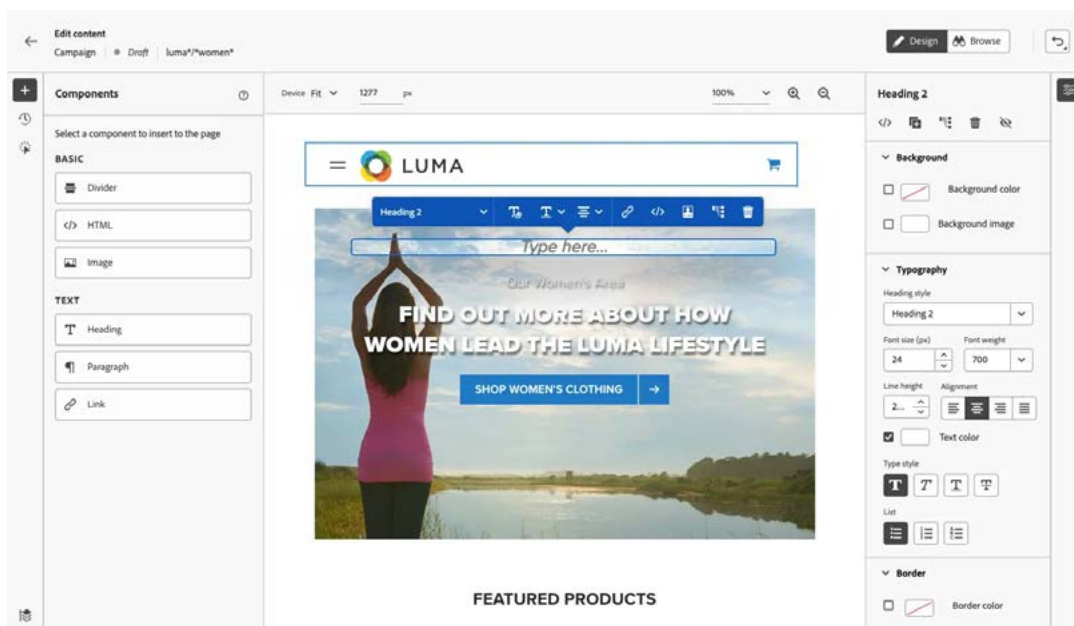 Edit content
Campaign Draft luma*/*women*
Design Browse
Components
Device Fit 1277 px
100%
Heading 2
Select a component to insert to the page
BASIC
Divider
HTML
Image
TEXT
Heading
Paragraph
Link
LUMA
Heading 2
Type here...
Our Women's Area
FIND OUT MORE ABOUT HOW
WOMEN LEAD THE LUMA LIFESTYLE
SHOP WOMEN'S CLOTHING
FEATURED PRODUCTS
Background
Background color
Background image
Typography
Heading style
Heading 2
Font size (px) Font weight
24 700
Line height Alignment
2...
Text color
Type style
List
Border
Border color